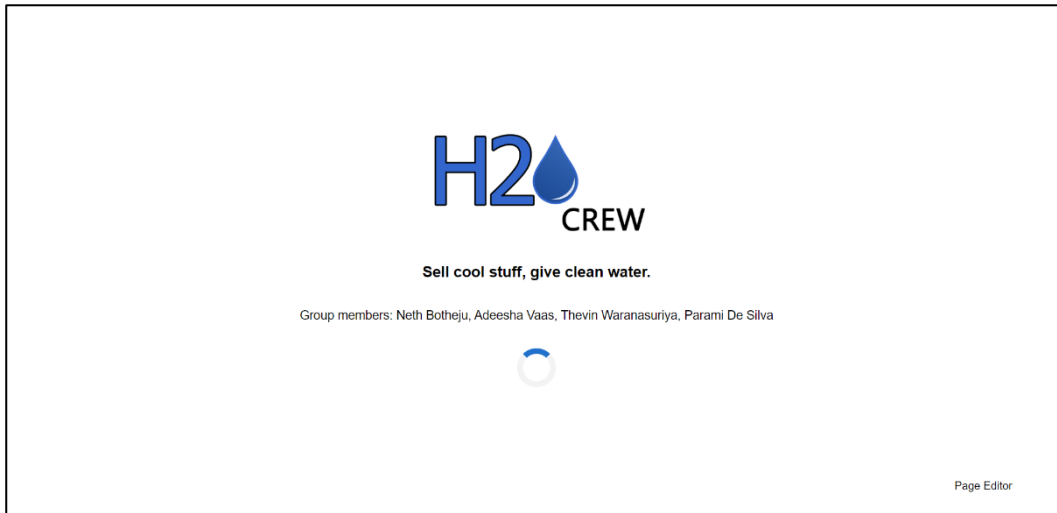 H2
CREW
Sell cool stuff, give clean water.
Group members: Neth Botheju, Adeesha Vaas, Thevin Waranasuriya, Parami De Silva
Page Editor